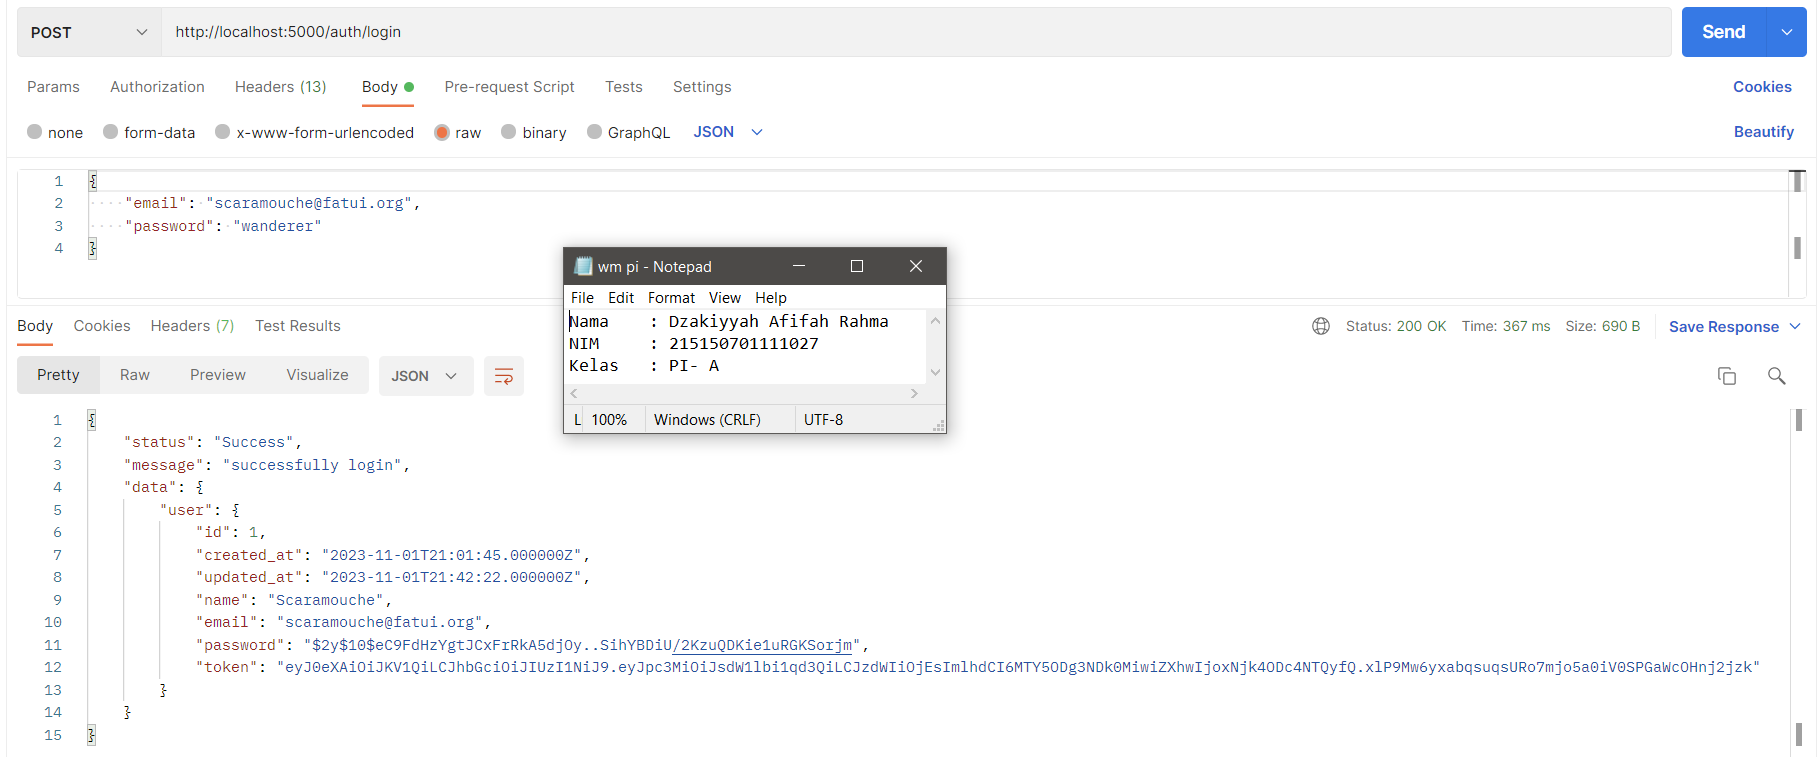 POST http://localhost:5000/auth/login Send
Params Authorization Headers (13) Body Pre-request Script Tests Settings Cookies
none form-data x-www-form-urlencoded raw binary GraphQL JSON Beautify
1 {
2 "email": "scaramouche@fatui.org",
3 "password": "wanderer"
4 }
wm pi - Notepad
File Edit Format View Help
Nama : Dzakiyyah Afifah Rahma
NIM : 215150701111027
Kelas : PI- A
L 100% Windows (CRLF) UTF-8
Body Cookies Headers (7) Test Results Status: 200 OK Time: 367 ms Size: 690 B Save Response
Pretty Raw Preview Visualize JSON
1 {
2 "status": "Success",
3 "message": "successfully login",
4 "data": {
5 "user": {
6 "id": 1,
7 "created_at": "2023-11-01T21:01:45.000000Z",
8 "updated_at": "2023-11-01T21:42:22.000000Z",
9 "name": "Scaramouche",
10 "email": "scaramouche@fatui.org",
11 "password": "$2y$10$eC9FdHzYgtJCxFrRkA5djOy..SihYBDiU/2KzuQDKie1uRGKSorjm",
12 "token": "eyJ0eXAiOiJKV1QiLCJhbGciOiJIUzI1NiJ9.eyJpc3MiOiJsdW1lbi1qd3QiLCJzdWIiOjEsImlhdCI6MTY5ODg3NDk0MiwiZXhwIjoxNjk4ODc4NTQyfQ.xlP9Mw6yxabqsuqsURo7mjo5a0iV0SPGaWcOHnj2jzk"
13 }
14 }
15 }